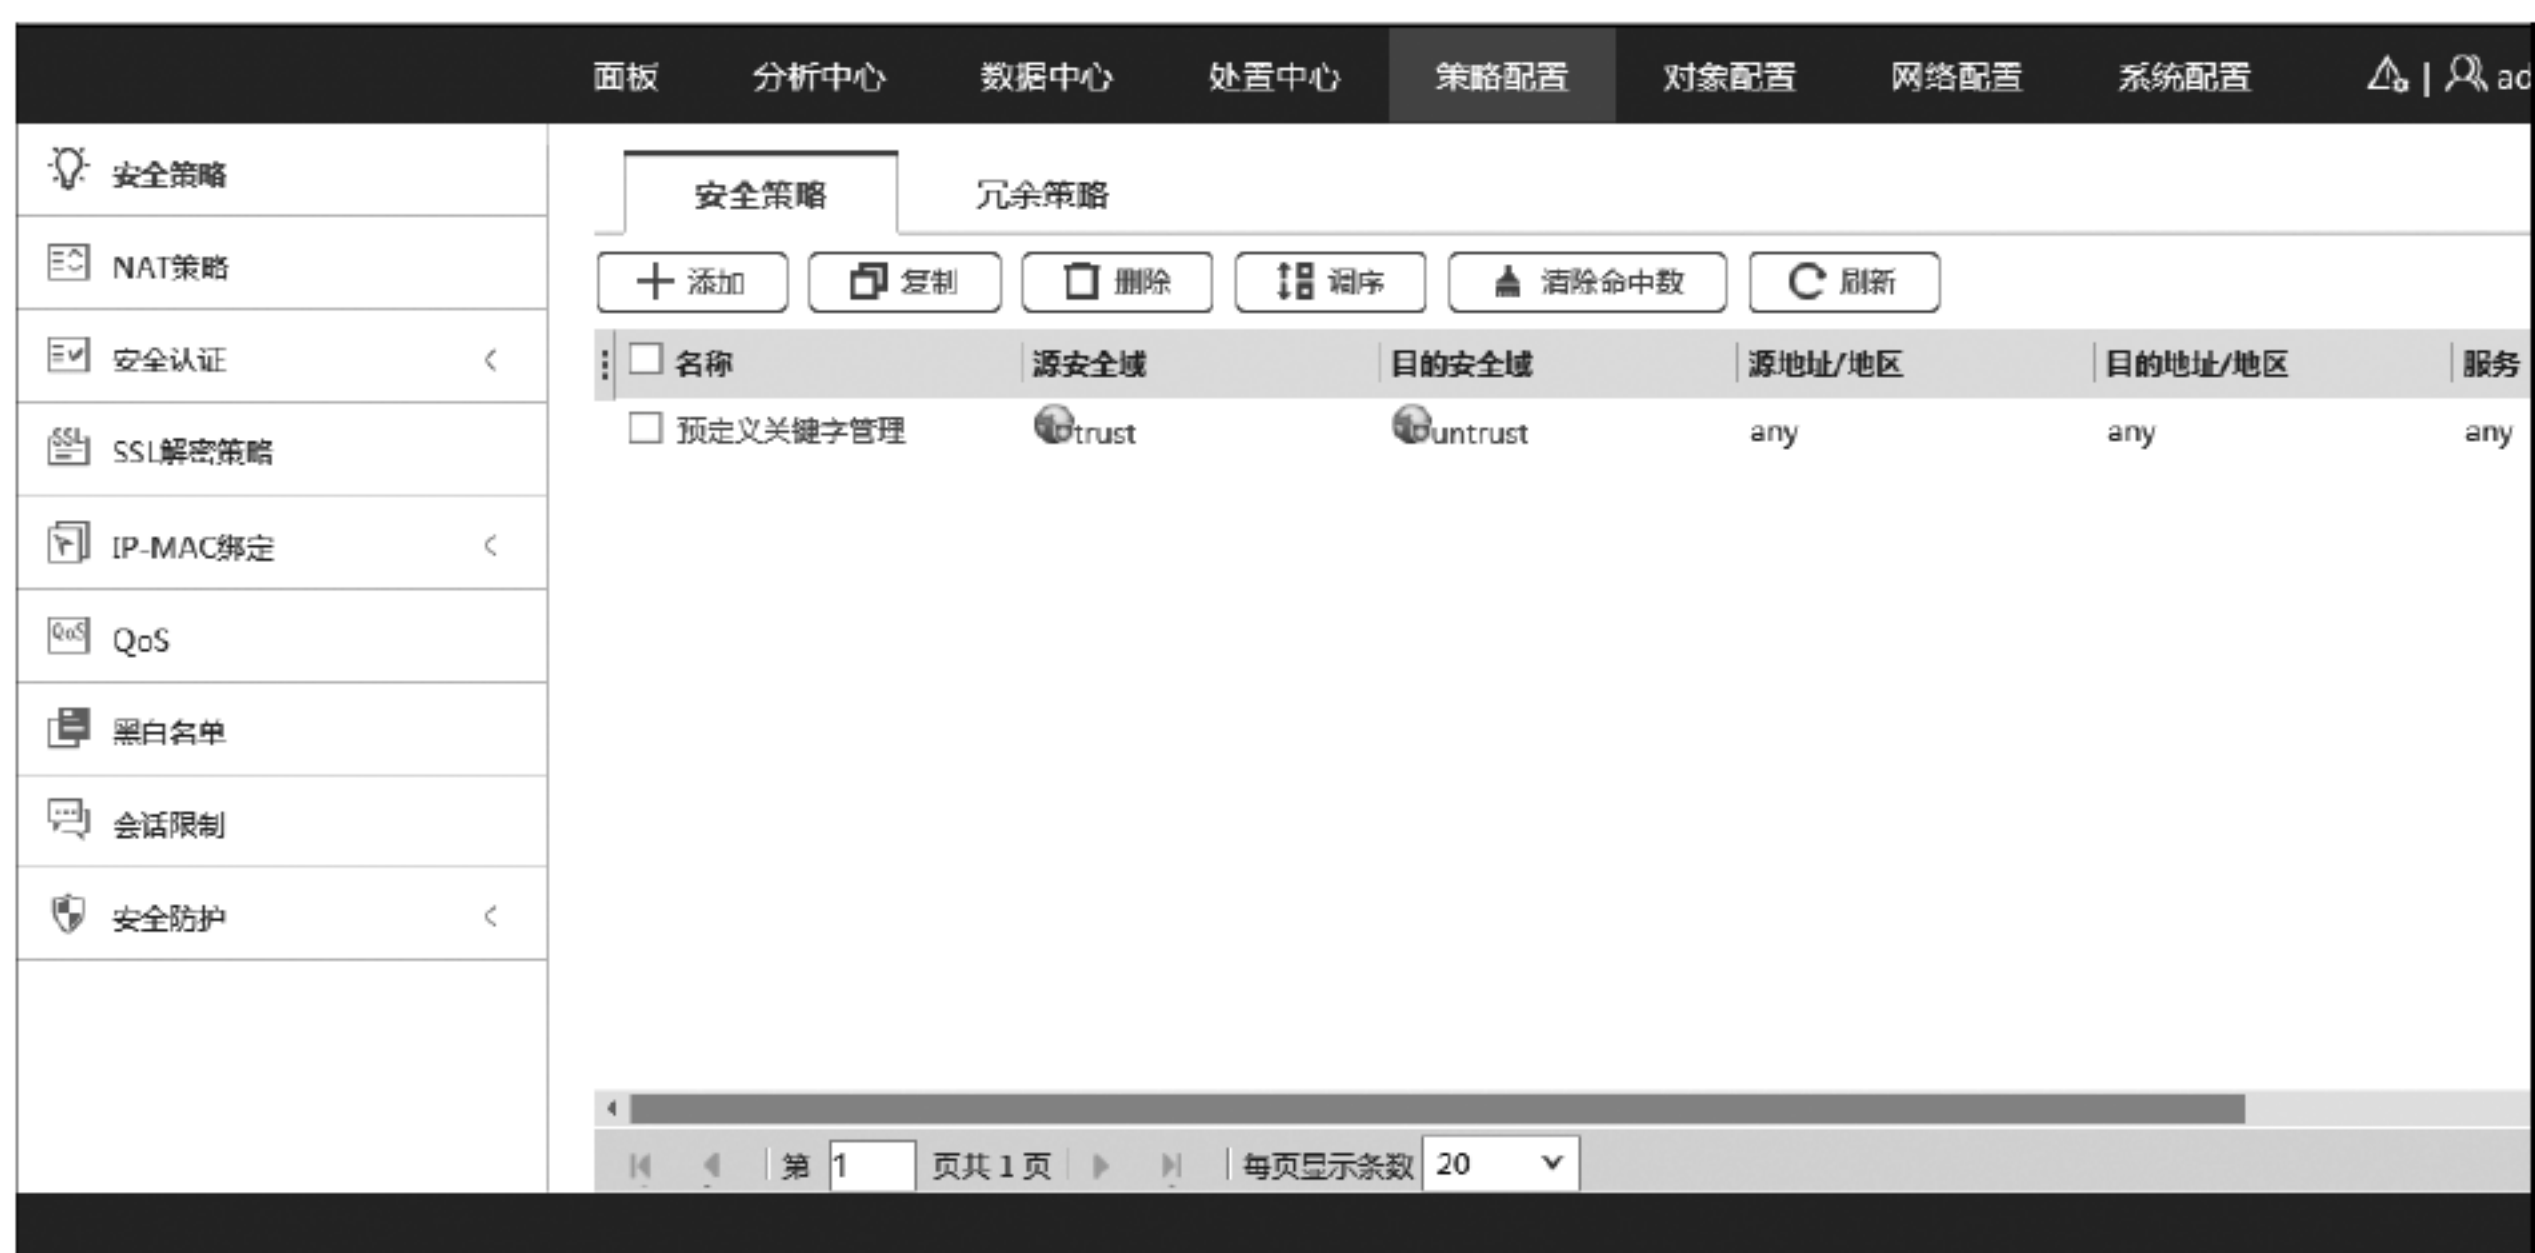 面板 分析中心 数据中心 处置中心 策略配置 对象配置 网络配置 系统配置 | ad
安全策略
NAT策略
安全认证
SSL解密策略
IP-MAC绑定
QoS
黑白名单
会话限制
安全防护
安全策略 冗余策略
添加 复制 删除 调序 清除命中数 刷新
名称 源安全域 目的安全域 源地址/地区 目的地址/地区 服务
预定义关键字管理 trust untrust any any any
第 1 页共 1 页 每页显示条数 20